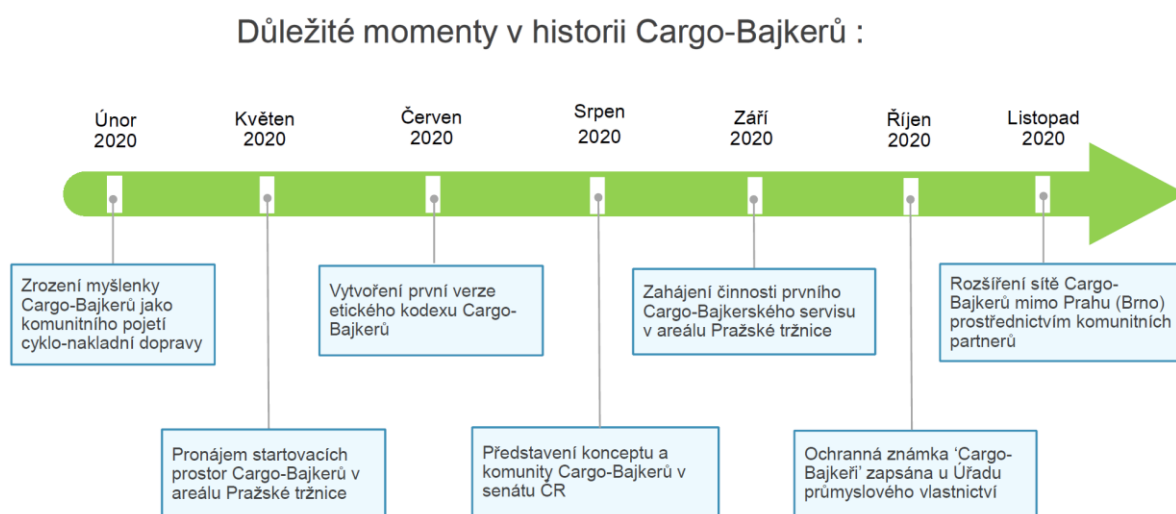 Důležité momenty v historii Cargo-Bajkerů :
Únor
2020
Květen
2020
Červen
2020
Srpen
2020
Září
2020
Říjen
2020
Listopad
2020
Zrození myšlenky
Cargo-Bajkerů jako
komunitního pojetí
cyklo-nakladní dopravy
Vytvoření první verze
etického kodexu Cargo-
Bajkerů
Zahájení činnosti prvního
Cargo-Bajkerského servisu
v areálu Pražské tržnice
Rozšíření sítě Cargo-
Bajkerů mimo Prahu (Brno)
prostřednictvím komunitních
partnerů
Pronájem startovacích
prostor Cargo-Bajkerů v
areálu Pražské tržnice
Představení konceptu a
komunity Cargo-Bajkerů v
senátu ČR
Ochranná známka ‘Cargo-
Bajkeři’ zapsána u Úřadu
průmyslového vlastnictví